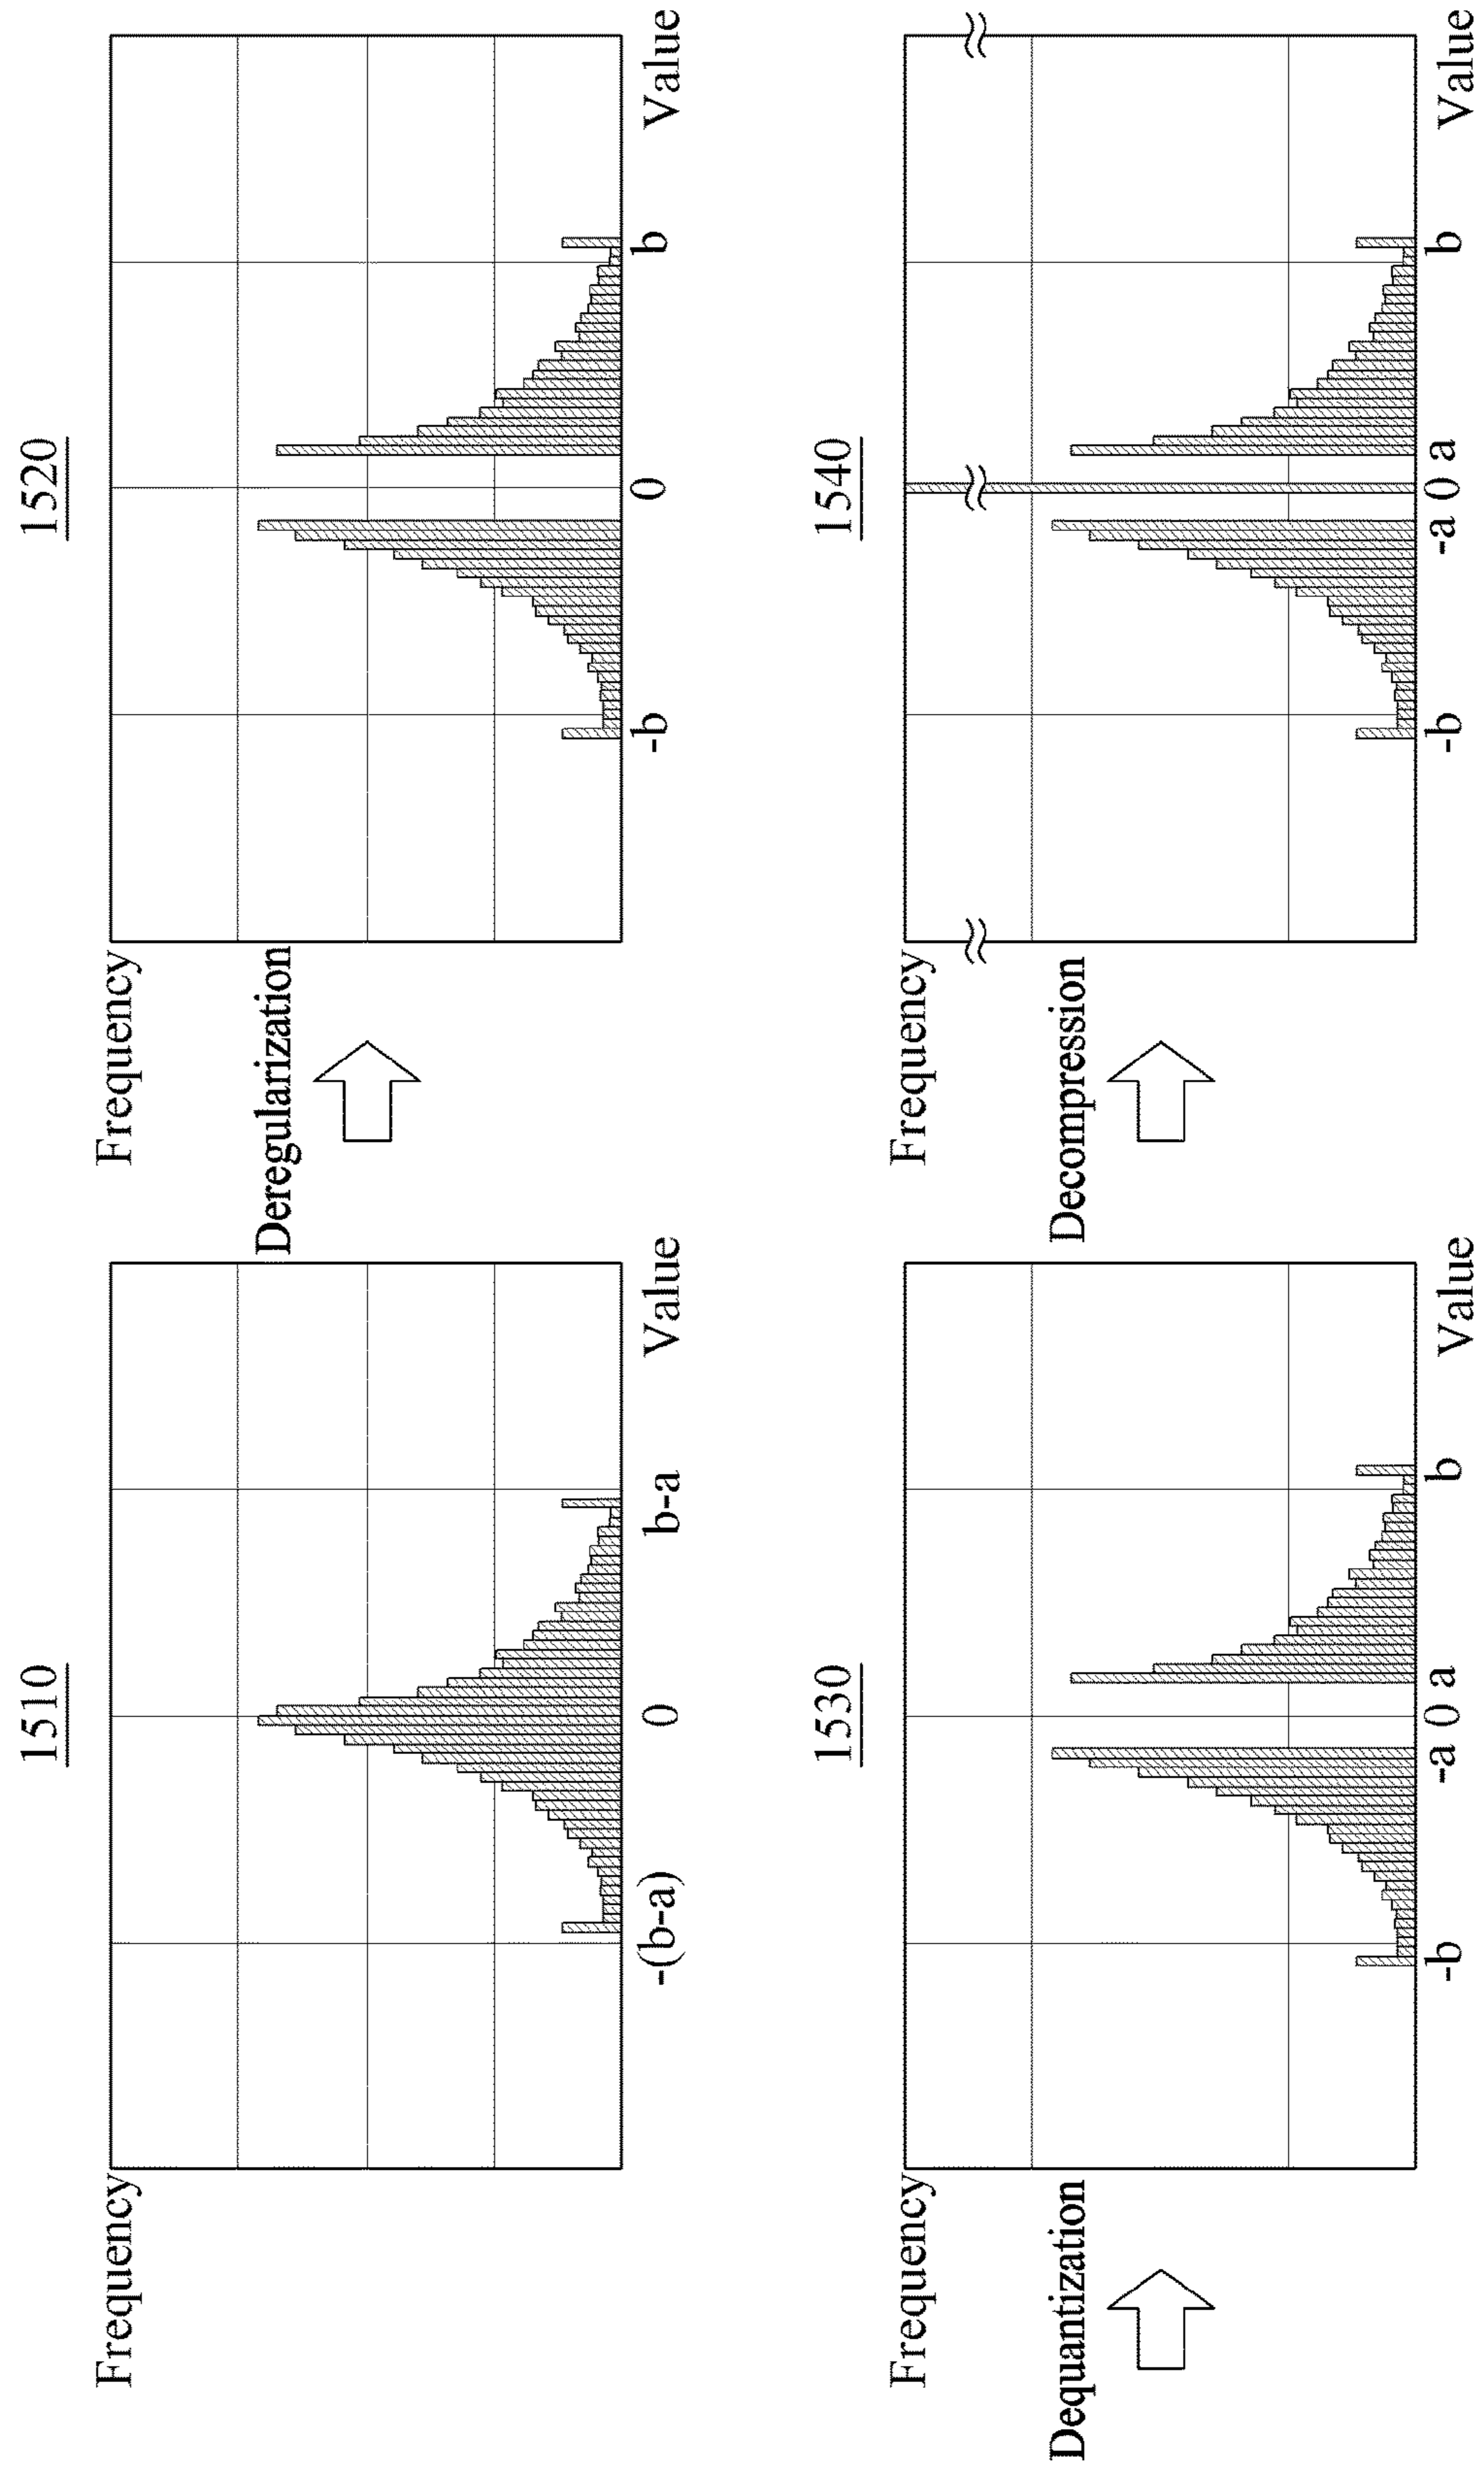 1510
Frequency
-(b-a)
0
b-a
Value
Deregularization
1520
Frequency
-b
0
b
Value
Dequantization
1530
Frequency
-b
-a
0
a
b
Value
Decompression
1540
Frequency
-b
-a
0
a
b
Value